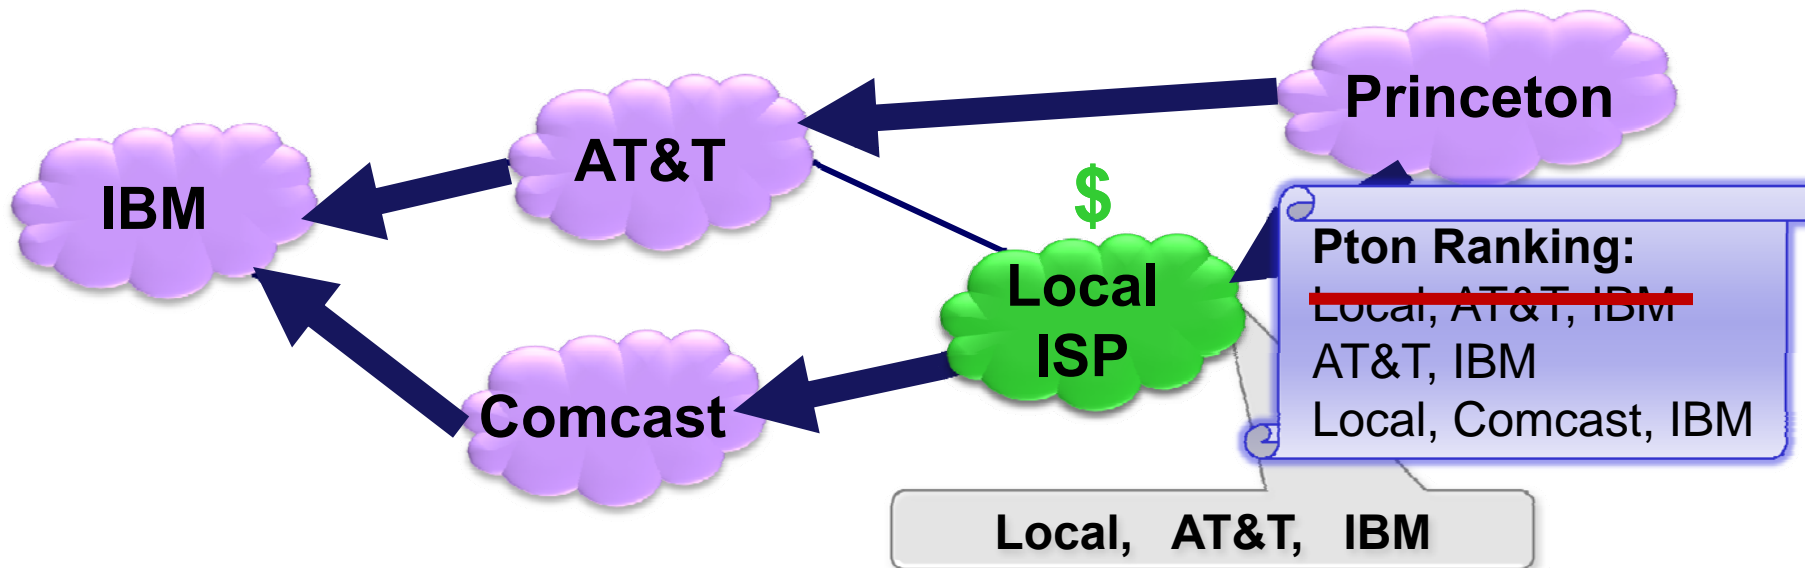 Princeton
AT&T
IBM
$
Local
ISP
Comcast
Pton Ranking:
Local, AT&T, IBM
AT&T, IBM
Local, Comcast, IBM
Local, AT&T, IBM